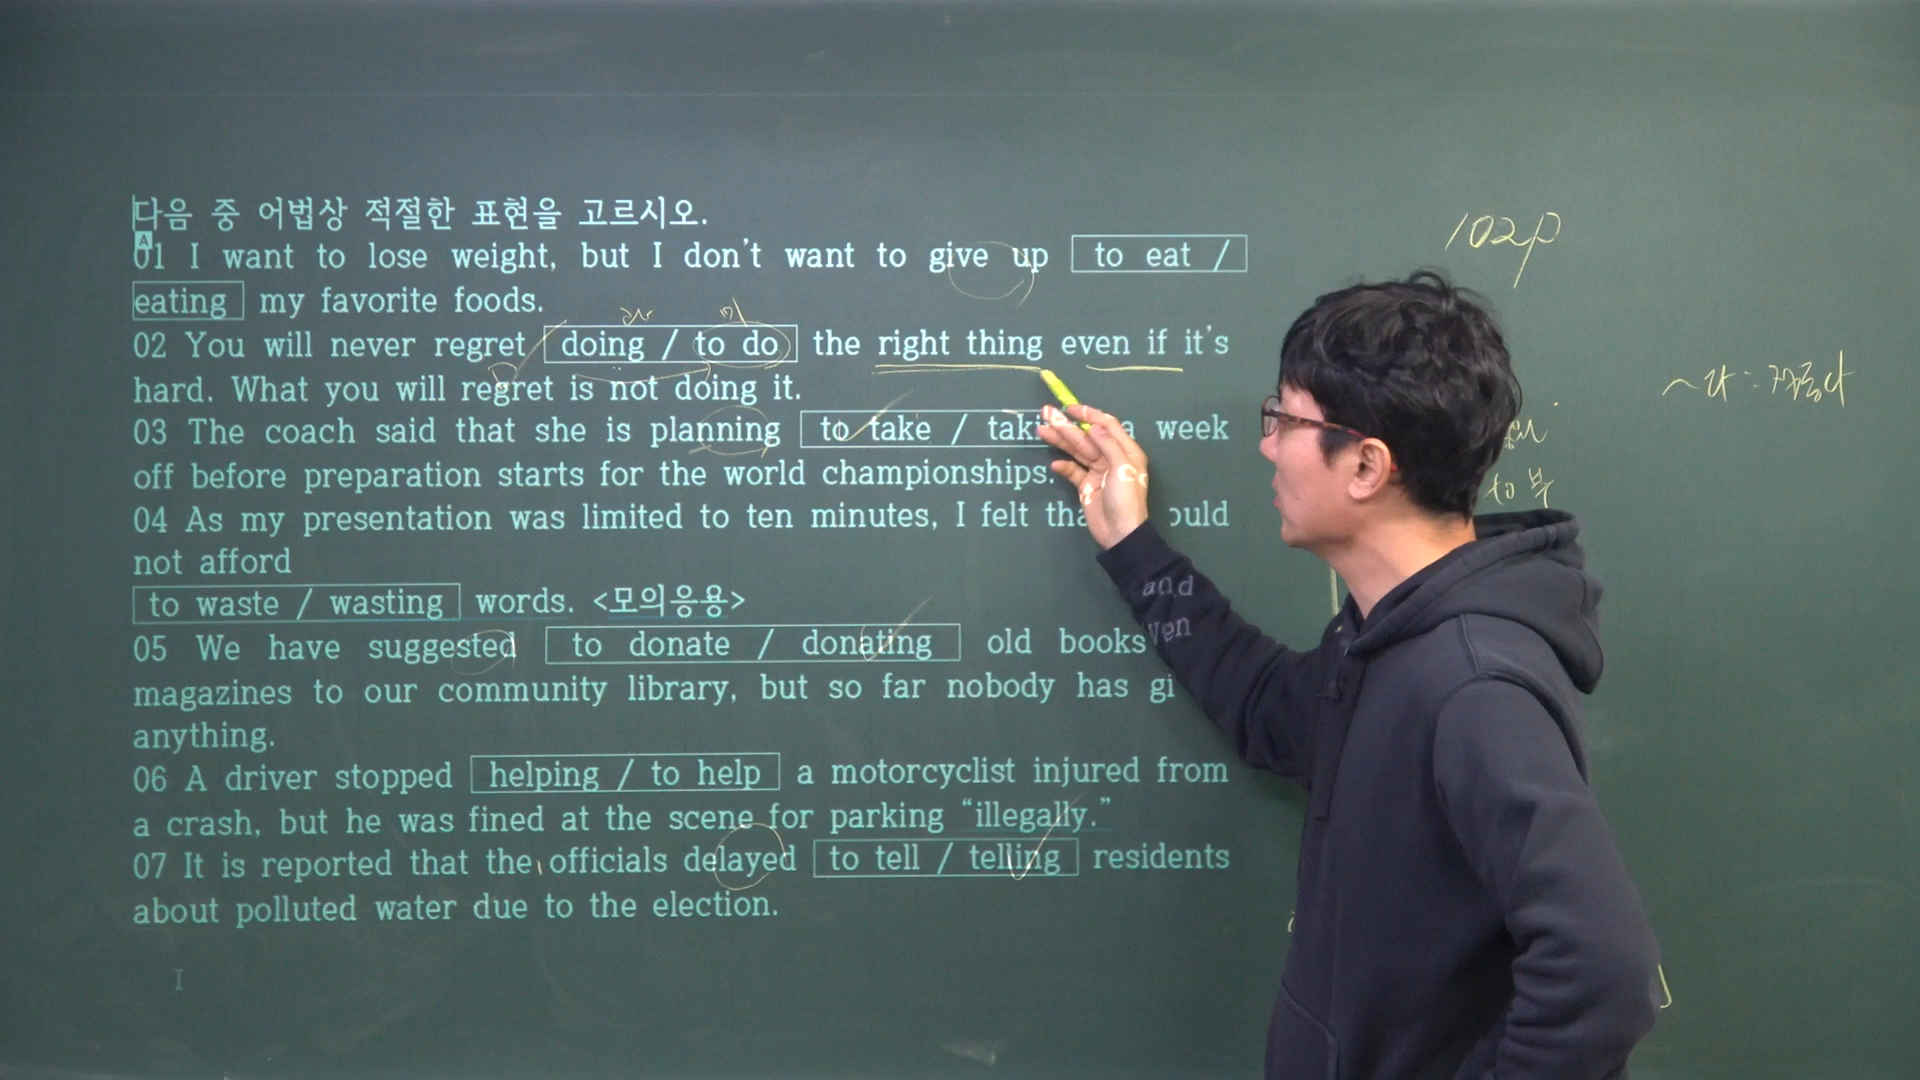 다음 중 어법상 적절한 표현을 고르시오.
01 I want to lose weight, but I don't want to give up to eat /
eating my favorite foods.
과 미
02 You will never regret doing / to do the right thing even if it's
hard. What you will regret is not doing it.
03 The coach said that she is planning to take / a week
off before preparation starts for the world championships.
04 As my presentation was limited to ten minutes, I felt
not afford
to waste / wasting words. <모의응용>
05 We have suggested to donate / donating old books
magazines to our community library, but so far nobody has
anything.
06 A driver stopped helping / to help a motorcyclist injured from
a crash, but he was fined at the scene for parking “illegally.”
07 It is reported that the officials delayed to tell / telling residents
about polluted water due to the election.
102p
to 부
and